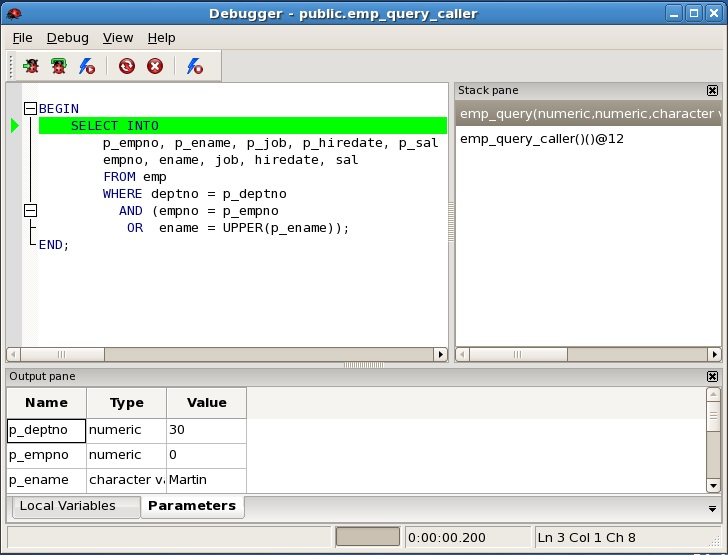 Debugger - public.emp_query_caller
File Debug View Help
BEGIN
SELECT INTO
p_empno, p_ename, p_job, p_hiredate, p_sal
empno, ename, job, hiredate, sal
FROM emp
WHERE deptno = p_deptno
AND (empno = p_empno
OR ename = UPPER(p_ename));
END;
Stack pane
emp_query(numeric,numeric,character v
emp_query_caller()()@12
Output pane
Name Type Value
p_deptno numeric 30
p_empno numeric 0
p_ename character va Martin
Local Variables Parameters
0:00:00.200 Ln 3 Col 1 Ch 8